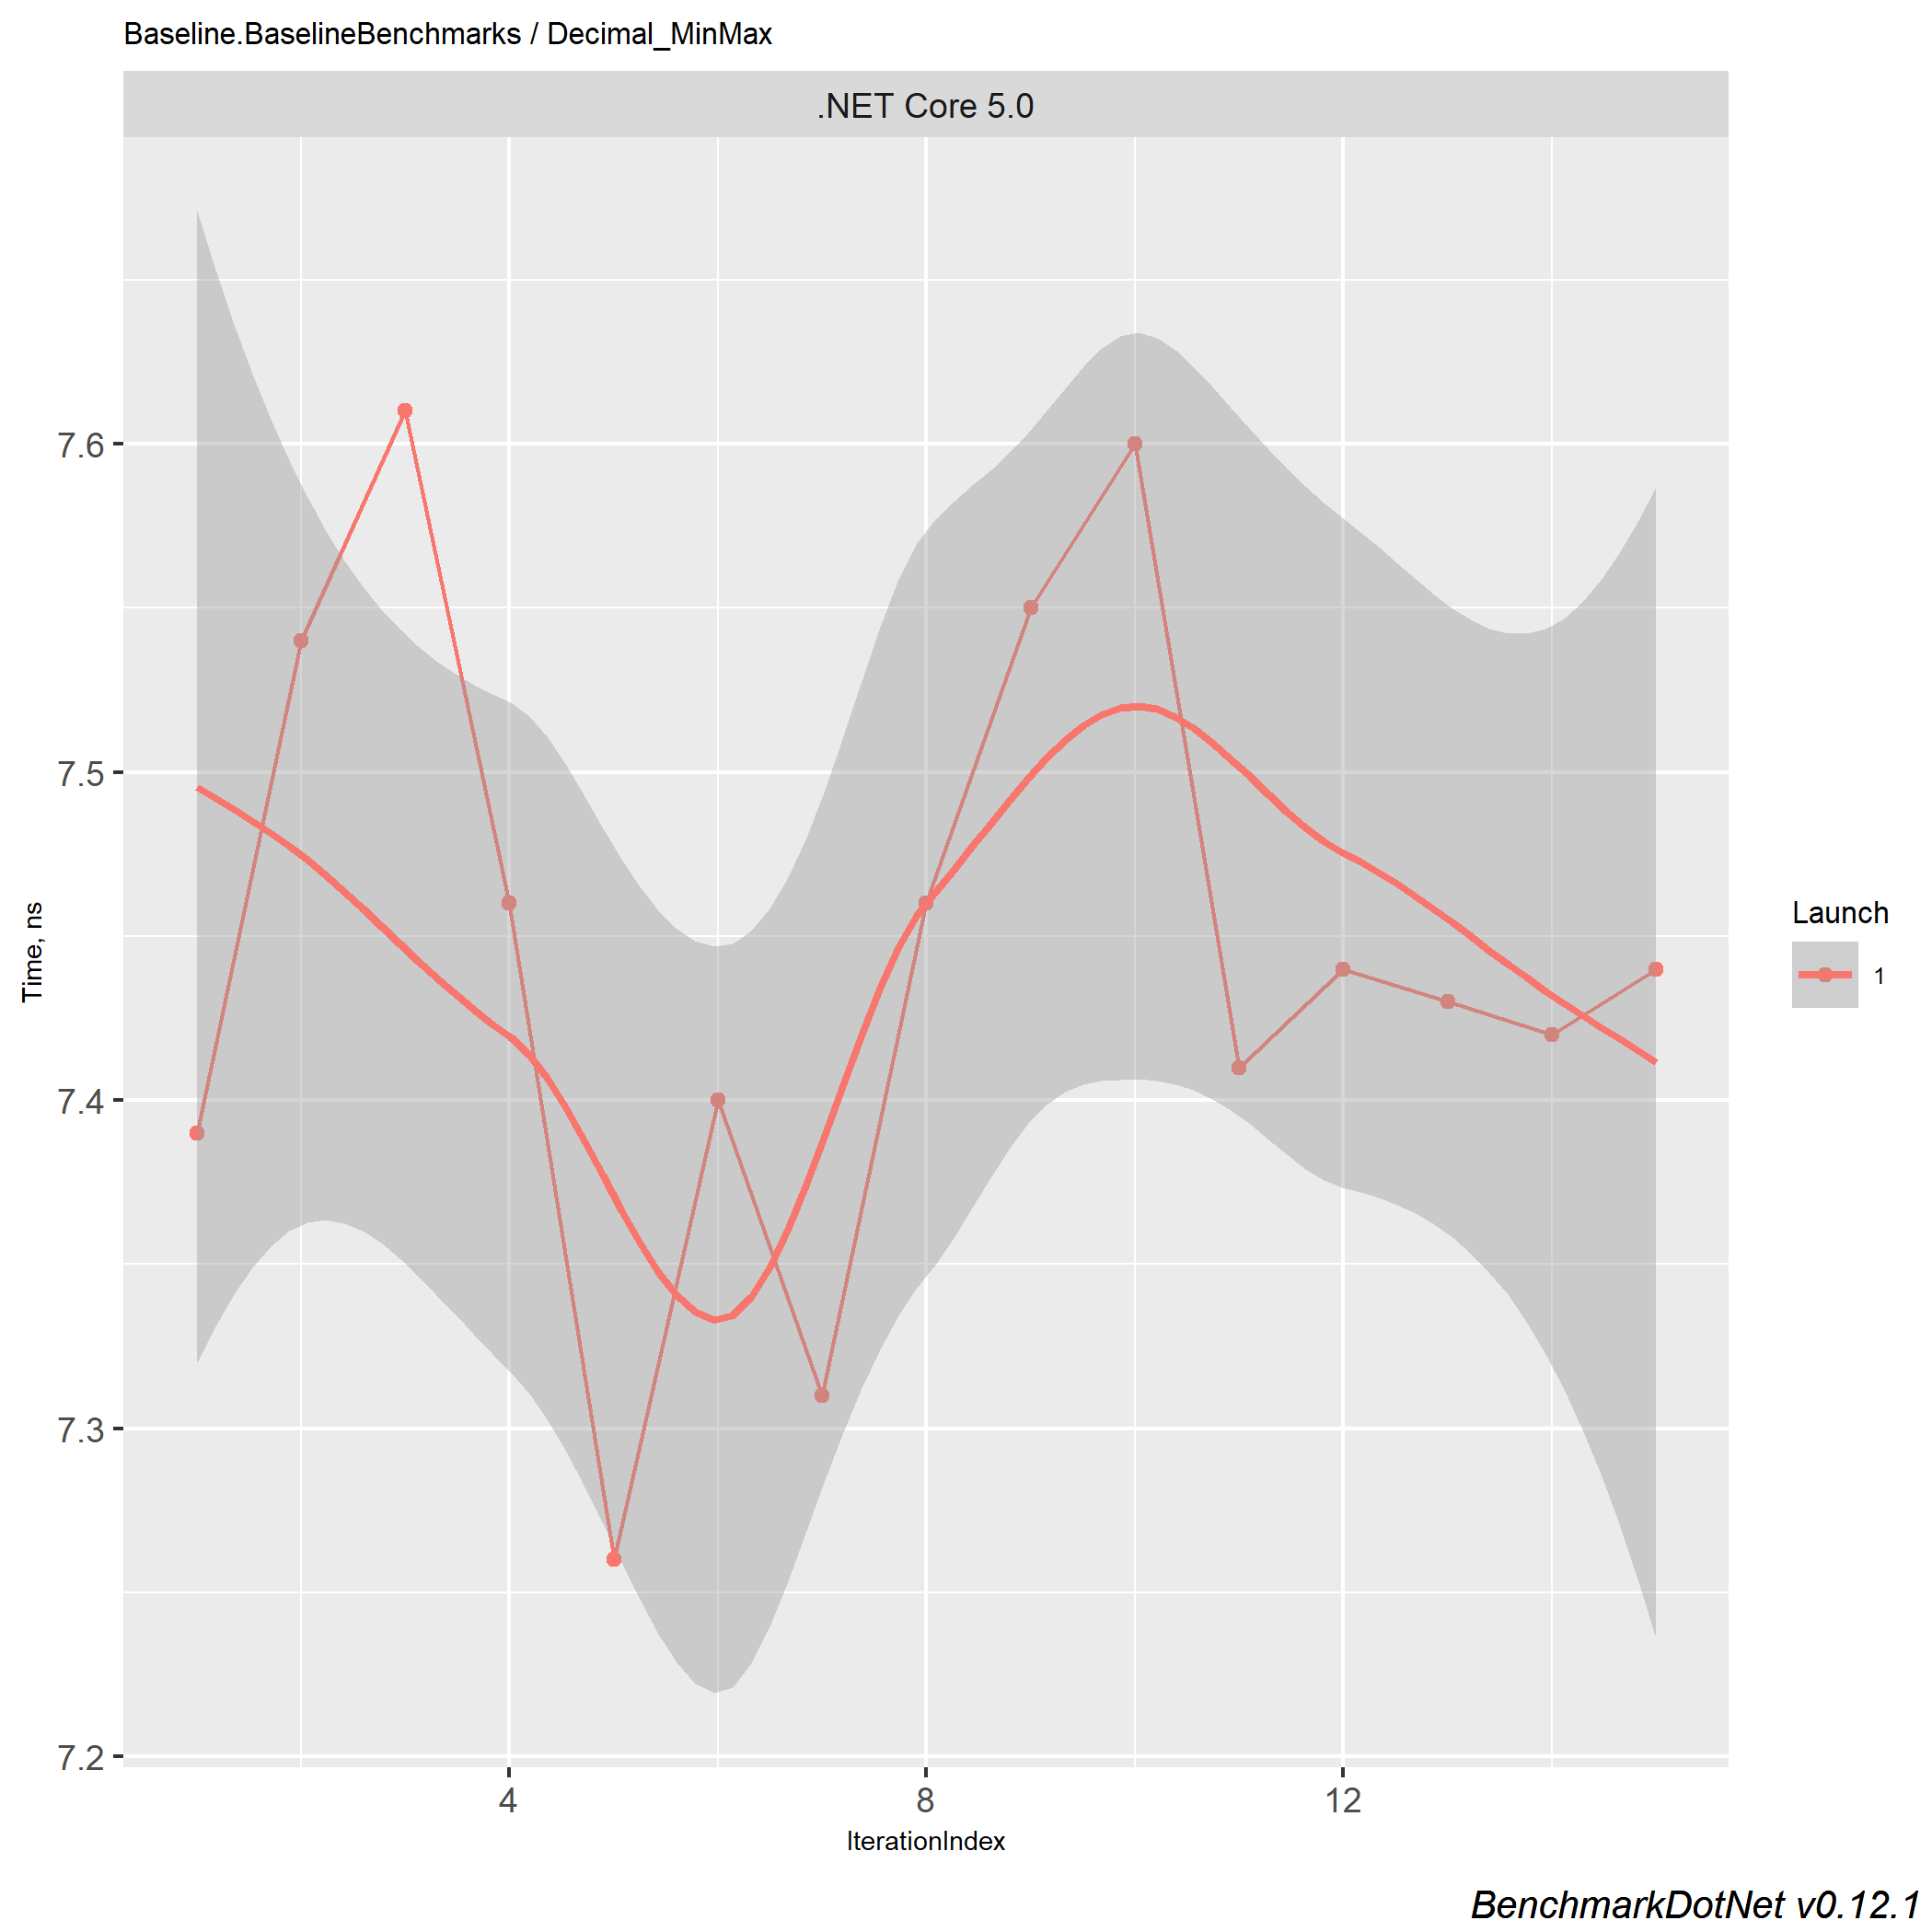 Baseline.BaselineBenchmarks / Decimal_MinMax
.NET Core 5.0
7.6
7.5
7.4
7.3
7.2
Time, ns
4 8 12
IterationIndex
Launch
1
BenchmarkDotNet v0.12.1